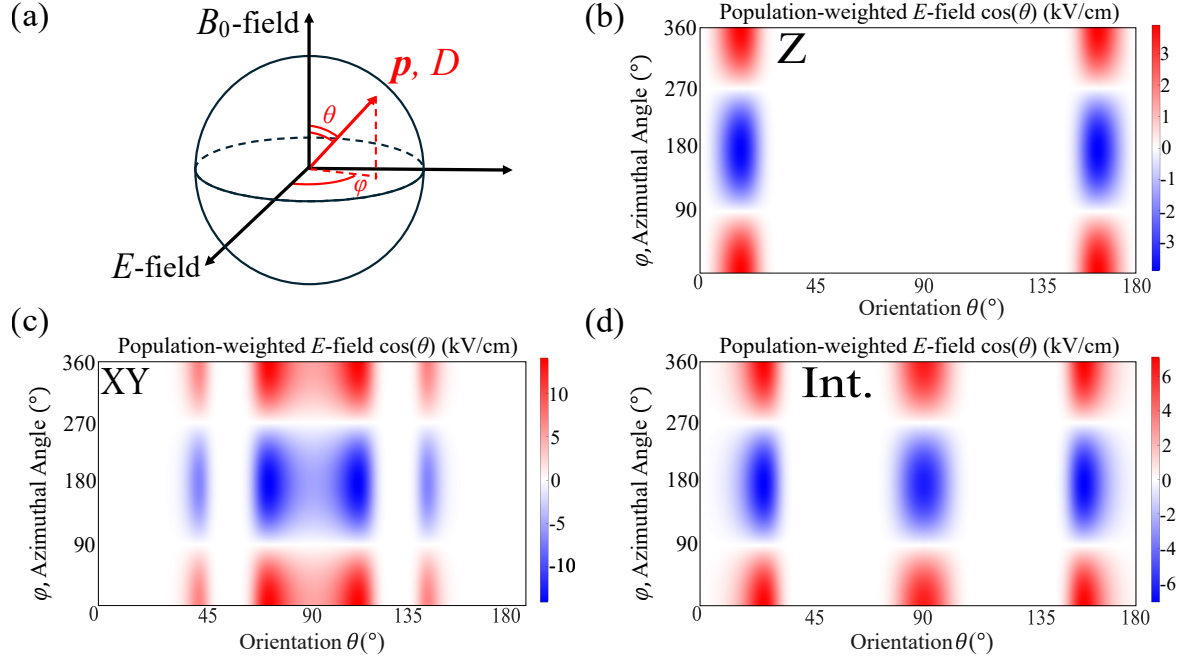 (a)
B₀-field
p, D
θ
φ
E-field
(b)
Population-weighted E-field cos(θ) (kV/cm)
Z
φ, Azimuthal Angle (°)
360
270
180
90
0
45
90
135
180
Orientation θ(°)
3
2
1
0
-1
-2
-3
(c)
Population-weighted E-field cos(θ) (kV/cm)
XY
φ, Azimuthal Angle (°)
360
270
180
90
0
45
90
135
180
Orientation θ(°)
10
5
0
-5
-10
(d)
Population-weighted E-field cos(θ) (kV/cm)
Int.
φ, Azimuthal Angle (°)
360
270
180
90
0
45
90
135
180
Orientation θ(°)
6
4
2
0
-2
-4
-6